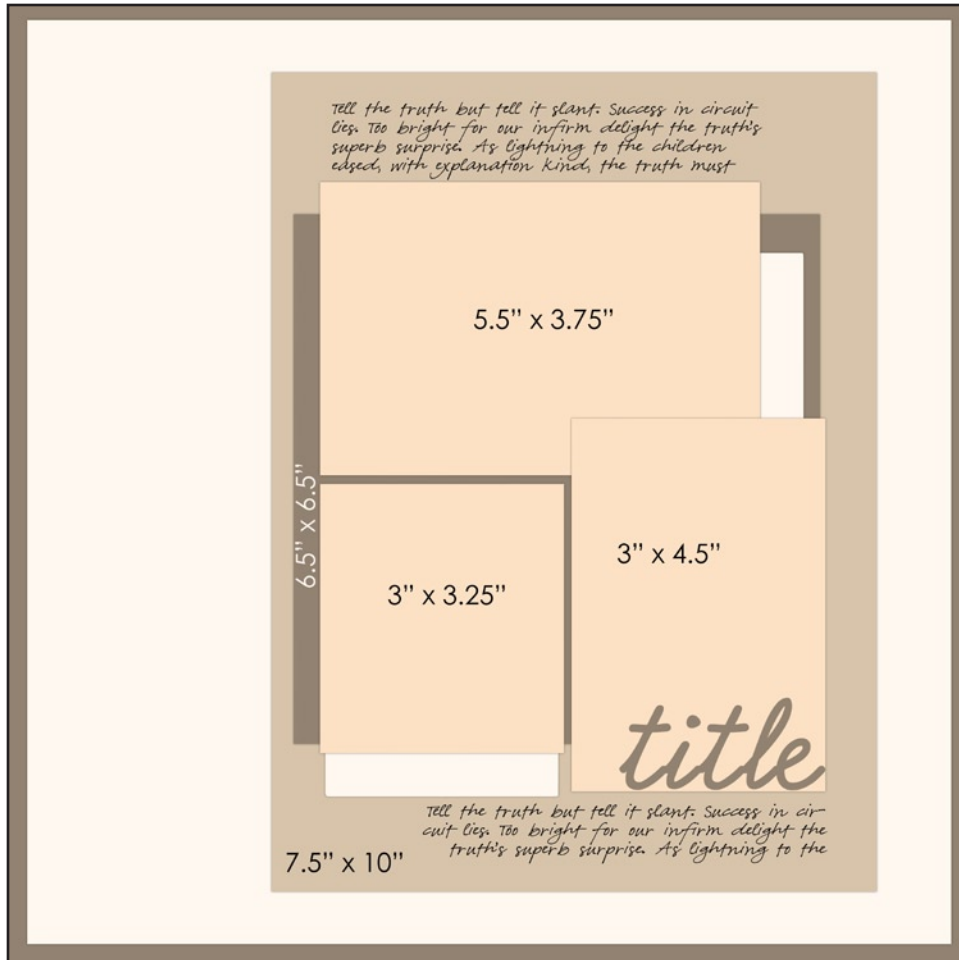 Tell the truth but tell it slant. Success in circuit
lies. Too bright for our infirm delight the truth's
superb surprise. As lightning to the children
eased, with explanation kind, the truth must
5.5” x 3.75”
6.5” x 6.5”
3” x 3.25”
3” x 4.5”
title
Tell the truth but tell it slant. Success in cir-
cuit lies. Too bright for our infirm delight the
truth's superb surprise. As lightning to the
7.5” x 10”